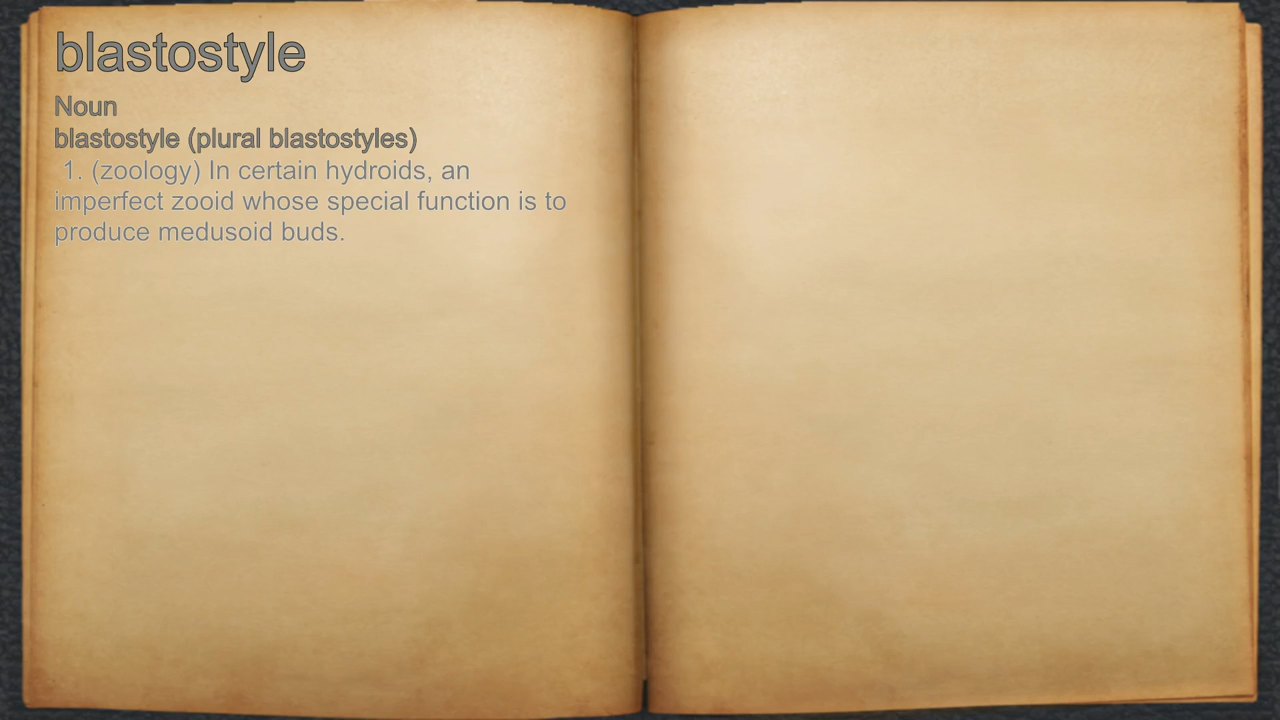 blastostyle
Noun
blastostyle (plural blastostyles)
1. (zoology) In certain hydroids, an
imperfect zooid whose special function is to
produce medusoid buds.